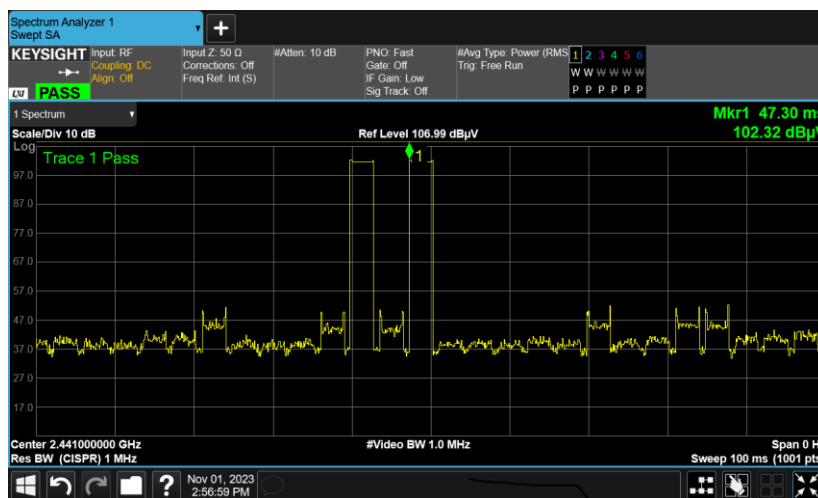 Spectrum Analyzer 1
Swept SA
+
KEYSIGHT
Input: RF
Coupling: DC
Align: Off
Input Z: 50 Ω
Corrections: Off
Freq Ref: Int (S)
#Atten: 10 dB
PNO: Fast
Gate: Off
IF Gain: Low
Sig Track: Off
#Avg Type: Power (RMS
Trig: Free Run
1 2 3 4 5 6
W W W W W W
P P P P P P
LXI
PASS
1 Spectrum
Scale/Div 10 dB
Ref Level 106.99 dBµV
Mkr1 47.30 ms
102.32 dBµV
Log
Trace 1 Pass
1
97.0
87.0
77.0
67.0
57.0
47.0
37.0
27.0
17.0
Center 2.441000000 GHz
Res BW (CISPR) 1 MHz
#Video BW 1.0 MHz
Span 0 H
Sweep 100 ms (1001 pts
?
Nov 01, 2023
2:56:59 PM